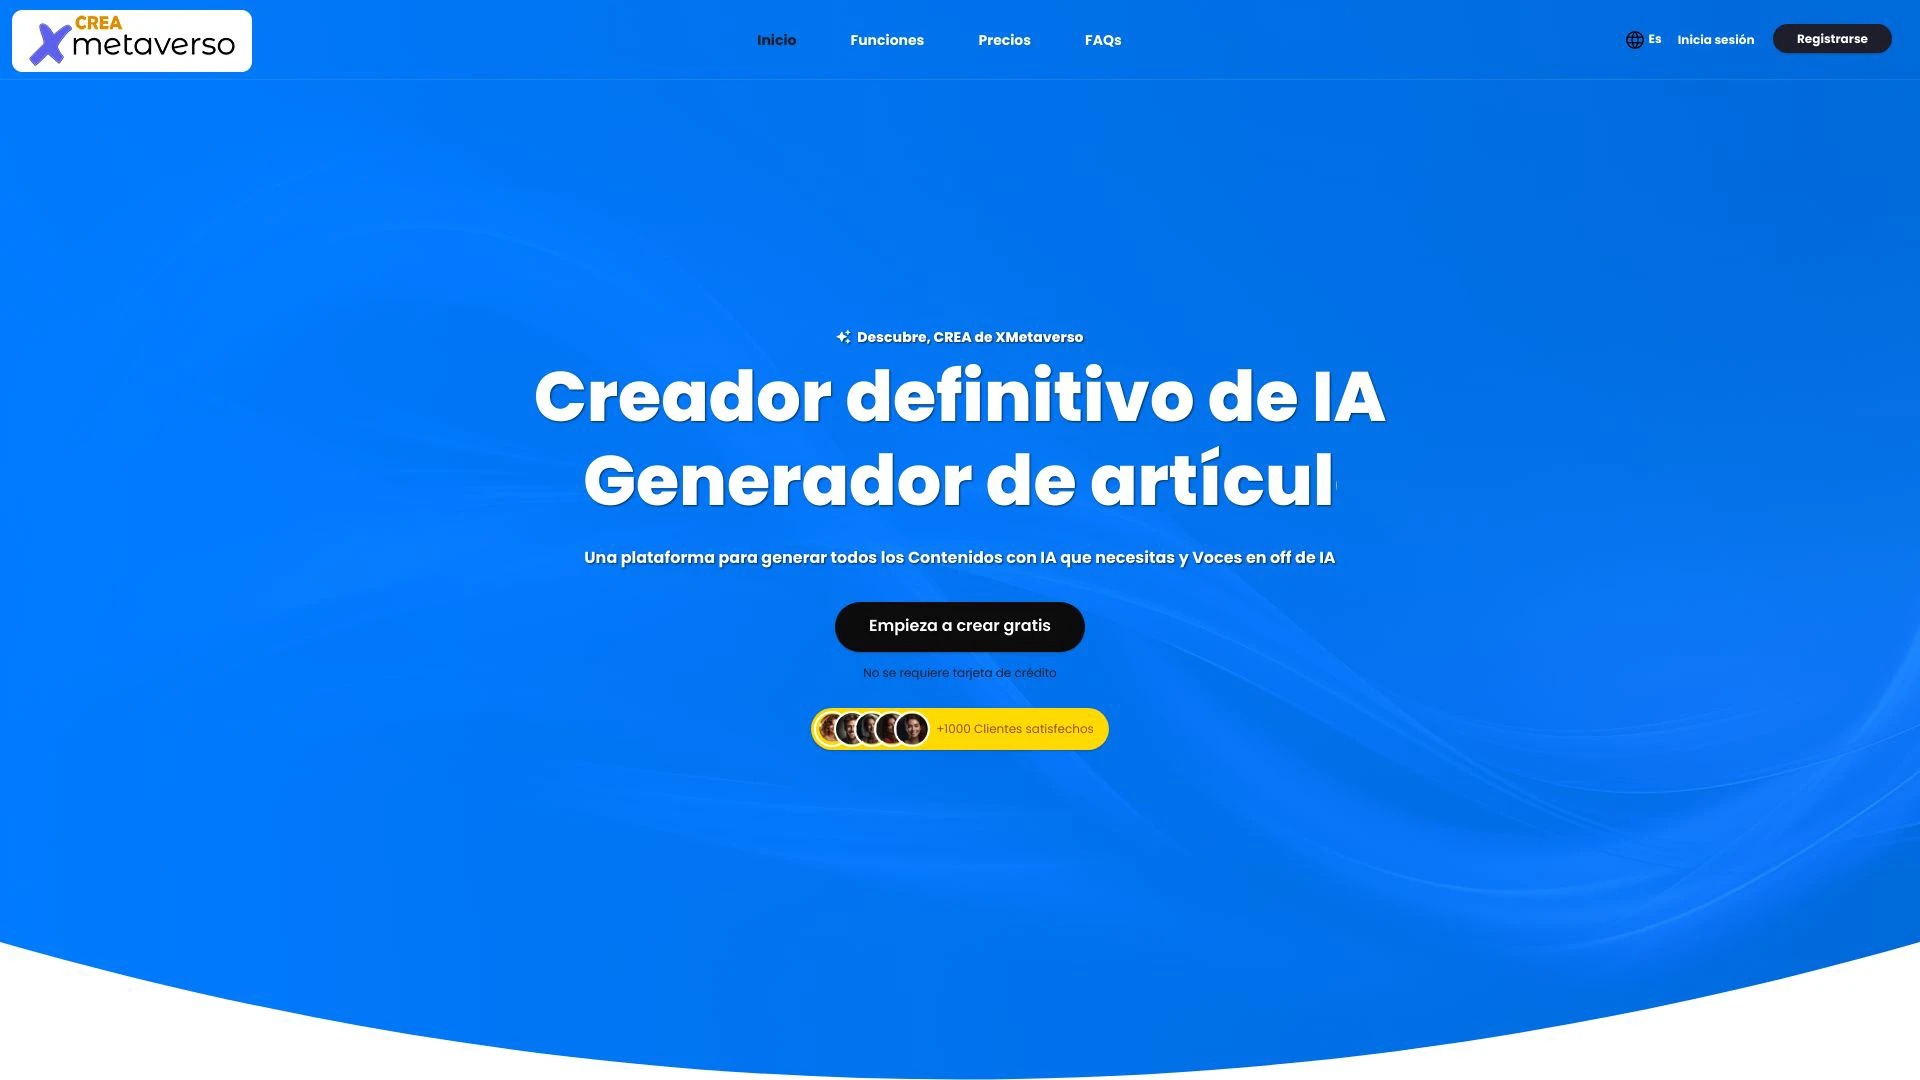 CREA
Xmetaverso
Inicio
Funciones
Precios
FAQs
Es
Inicia sesión
Registrarse
Descubre, CREA de XMetaverso
Creador definitivo de IA
Generador de artícul
Una plataforma para generar todos los Contenidos con IA que necesitas y Voces en off de IA
Empieza a crear gratis
No se requiere tarjeta de crédito
+1000 Clientes satisfechos